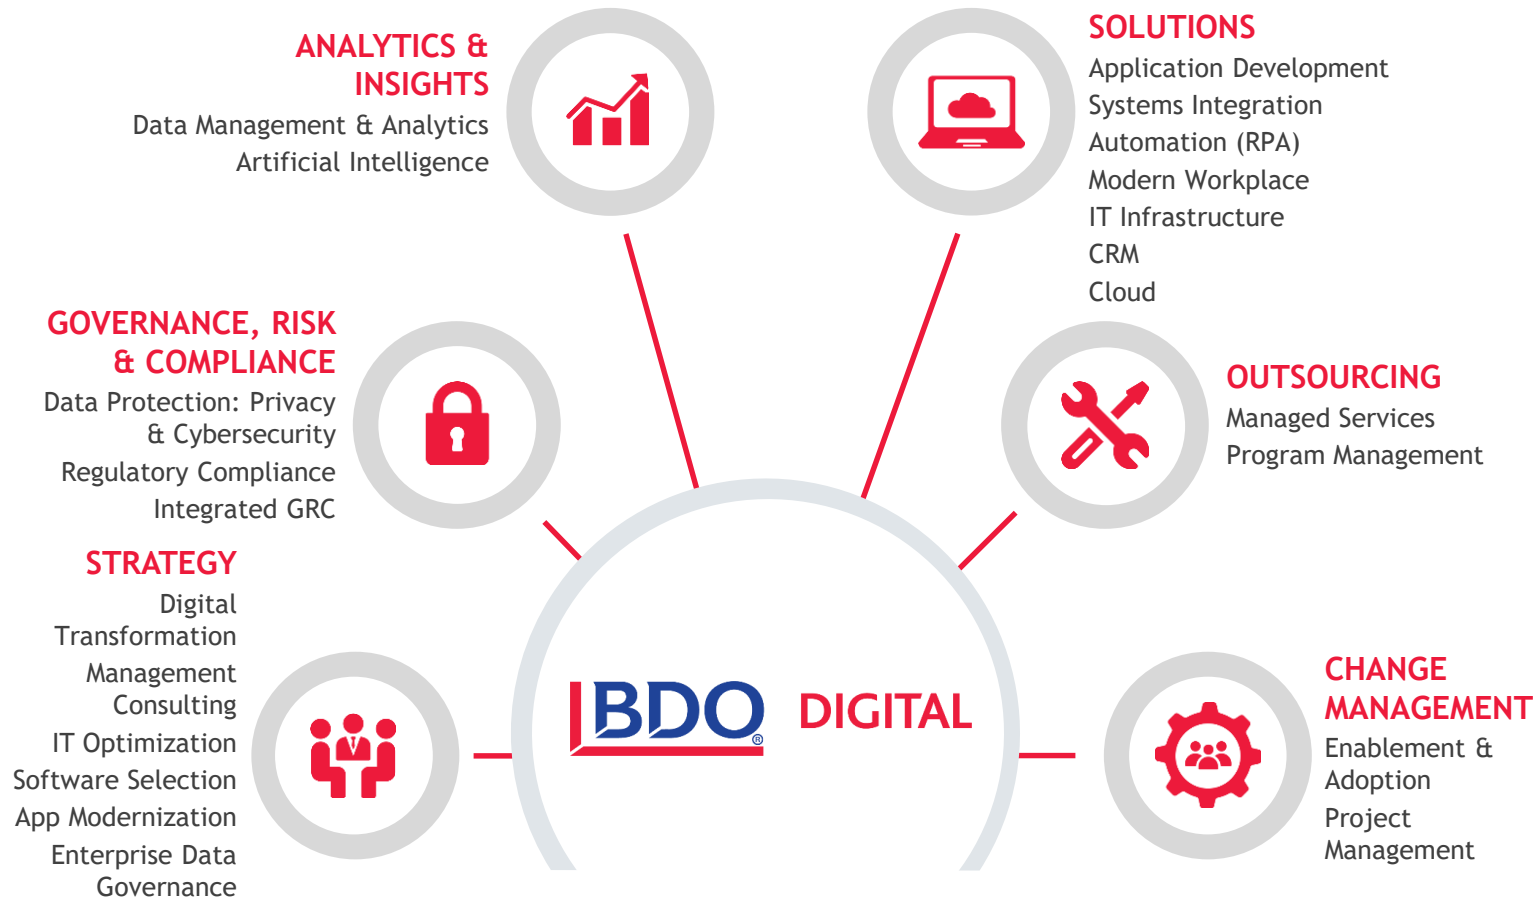 ANALYTICS &
INSIGHTS
Data Management & Analytics
Artificial Intelligence
SOLUTIONS
Application Development
Systems Integration
Automation (RPA)
Modern Workplace
IT Infrastructure
CRM
Cloud
GOVERNANCE, RISK
& COMPLIANCE
Data Protection: Privacy
& Cybersecurity
Regulatory Compliance
Integrated GRC
OUTSOURCING
Managed Services
Program Management
STRATEGY
Digital
Transformation
Management
Consulting
IT Optimization
Software Selection
App Modernization
Enterprise Data
Governance
BDO® DIGITAL
CHANGE
MANAGEMENT
Enablement &
Adoption
Project
Management